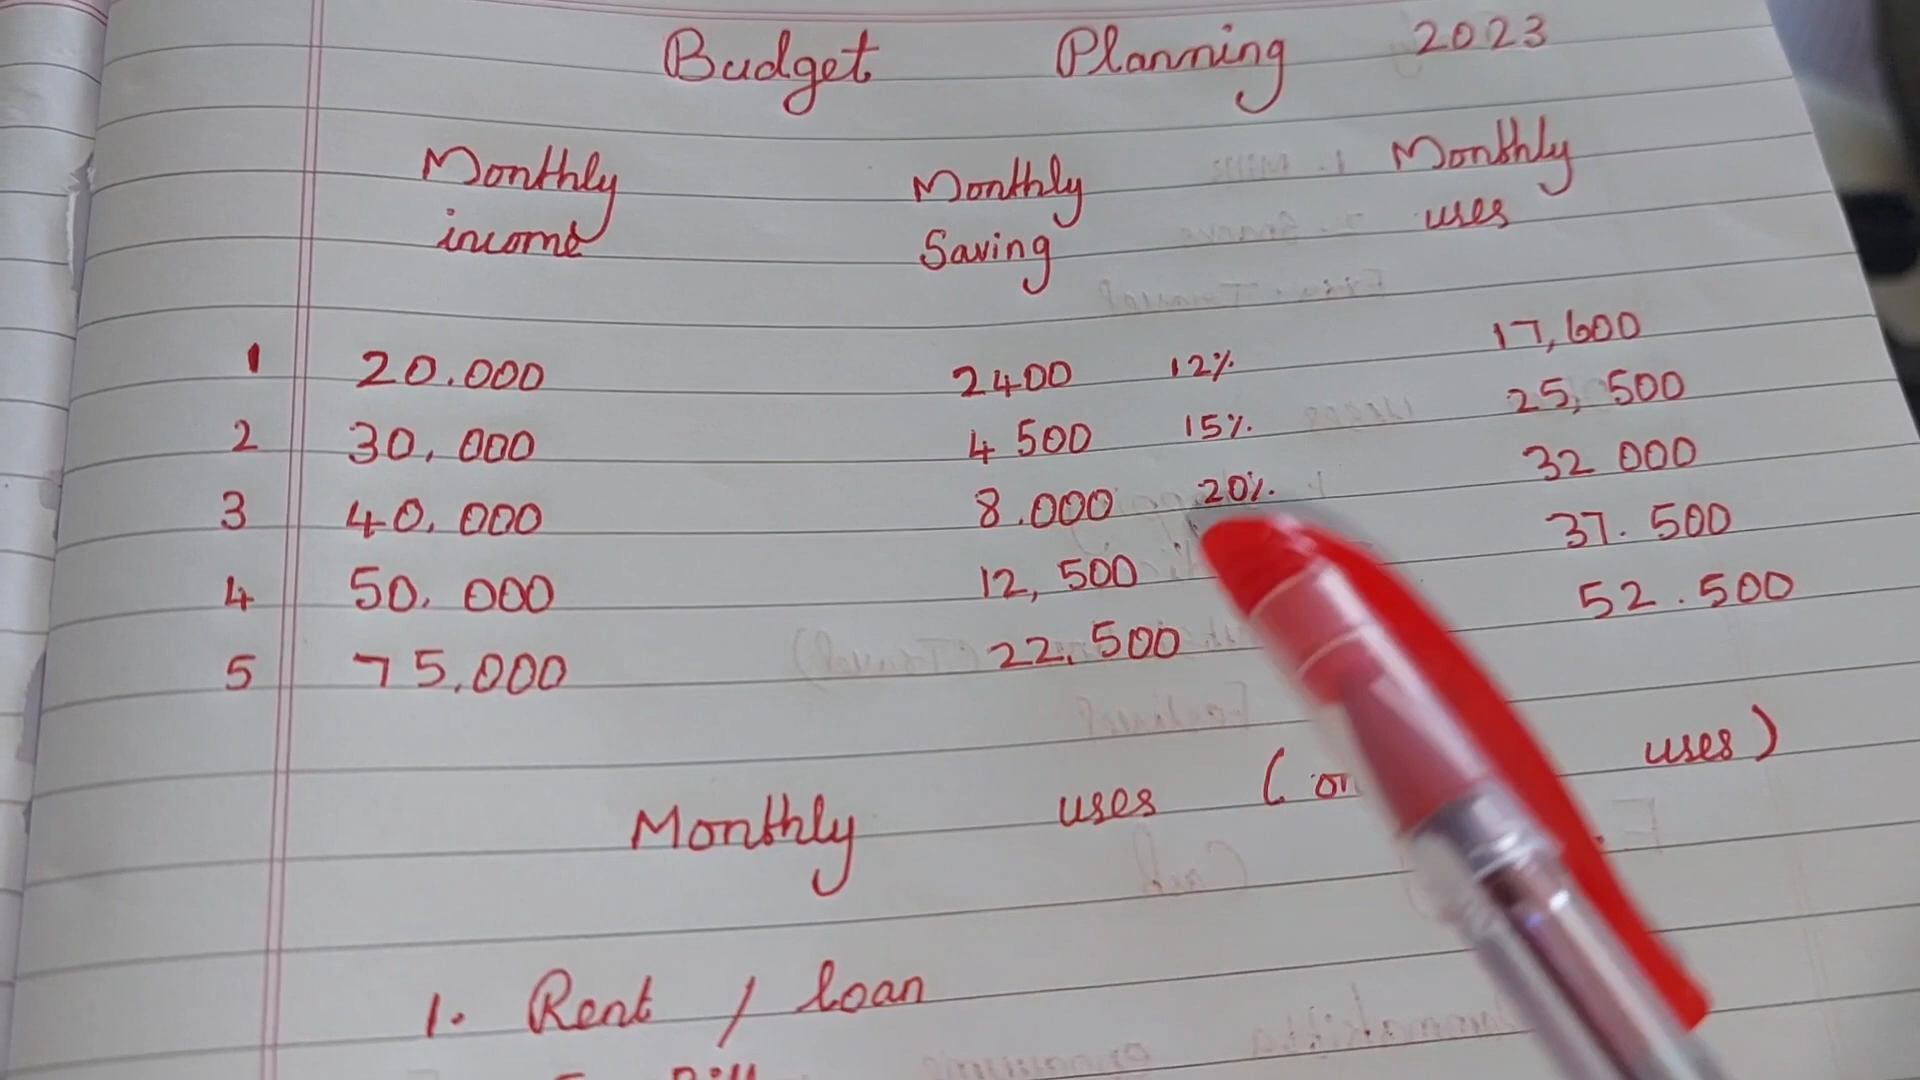 Budget Planning 2023
Monthly income Monthly Saving Monthly uses
1 20.000 2400 12% 17,600
2 30,000 4 500 15% 25,500
3 40,000 8.000 20% 32 000
4 50,000 12,500 37.500
5 75,000 22,500 52.500
Monthly uses ( uses)
1. Rent / loan